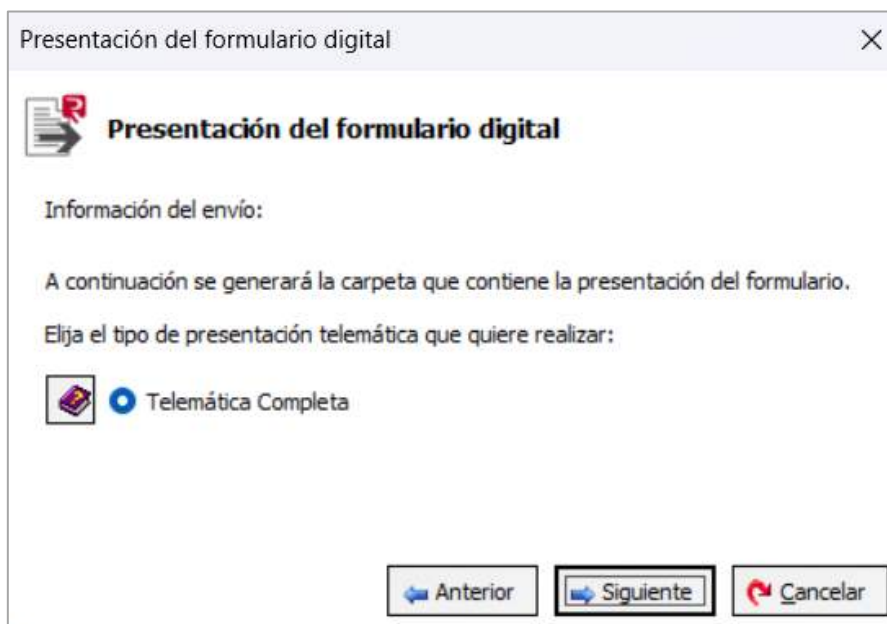 Presentación del formulario digital
Presentación del formulario digital
Información del envío:
A continuación se generará la carpeta que contiene la presentación del formulario.
Elija el tipo de presentación telemática que quiere realizar:
Telemática Completa
Anterior Siguiente Cancelar